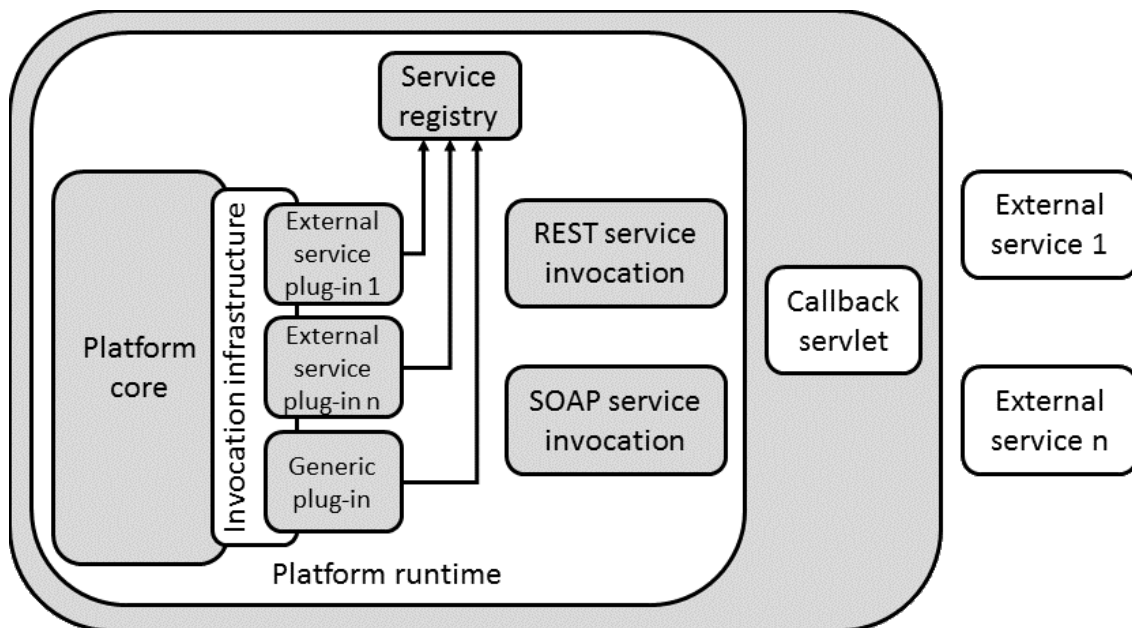 Service
registry
Platform
core
Invocation infrastructure
External
service
plug-in 1
External
service
plug-in n
Generic
plug-in
REST service
invocation
SOAP service
invocation
Platform runtime
Callback
servlet
External
service 1
External
service n